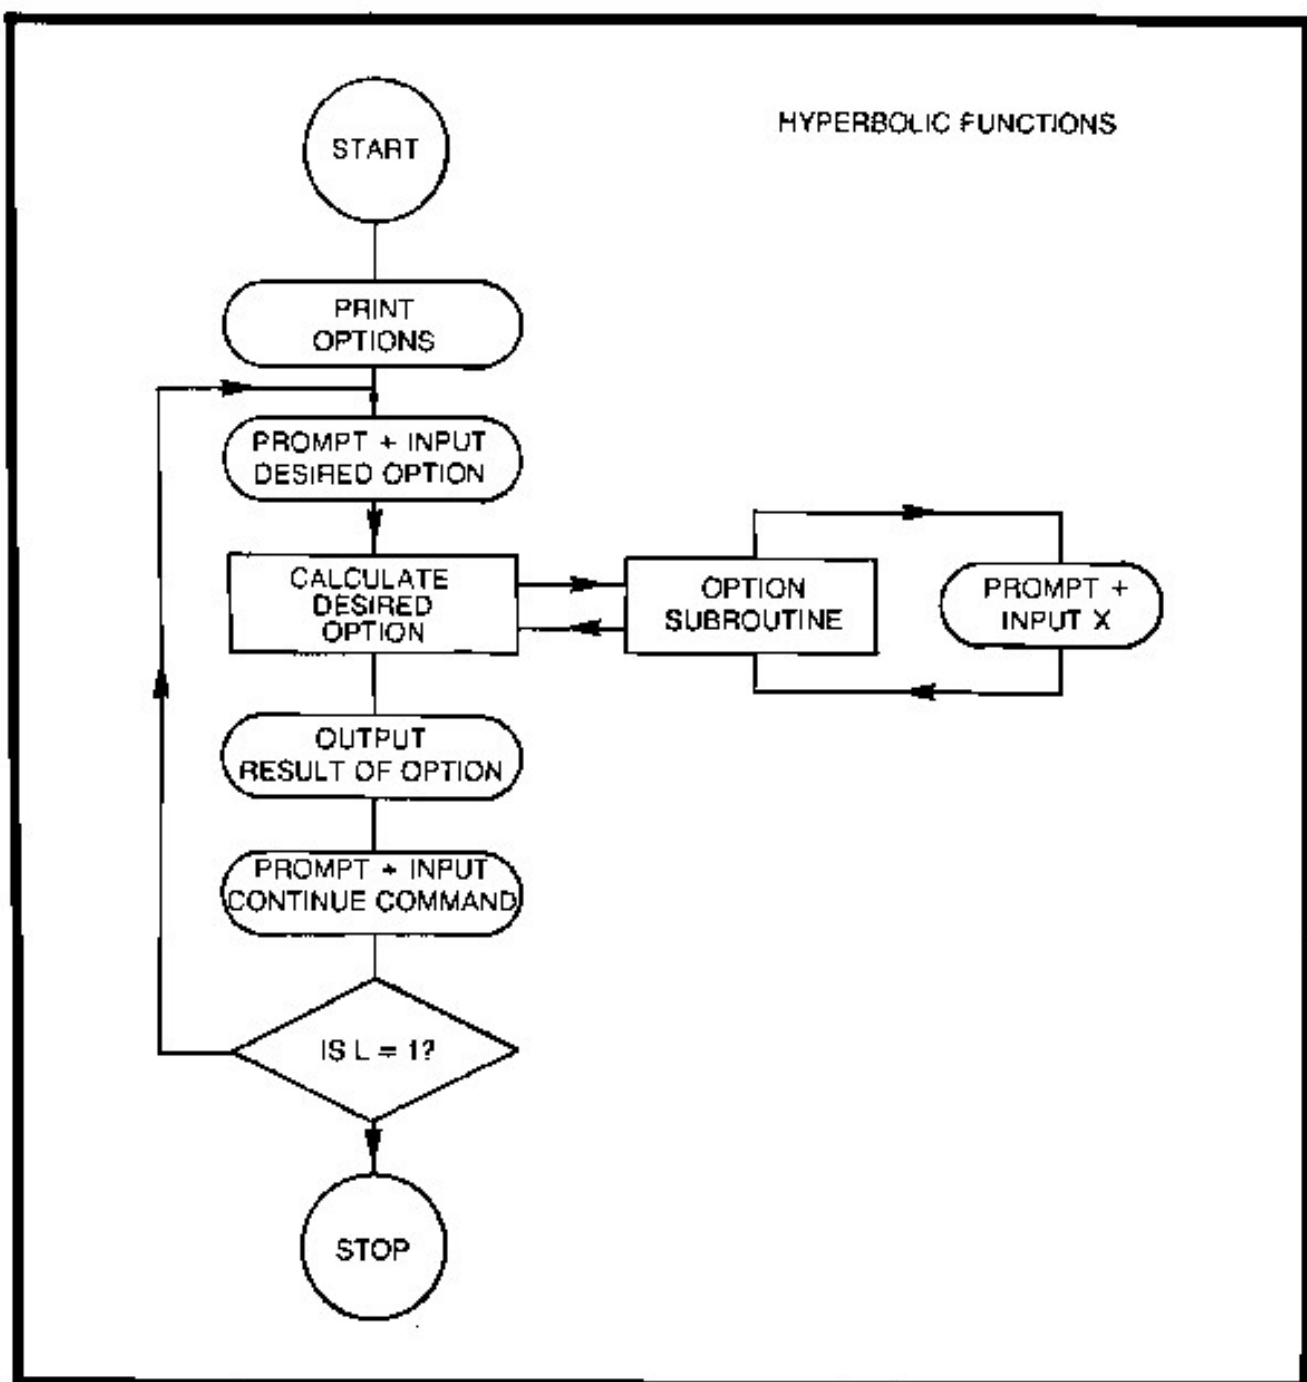 HYPERBOLIC FUNCTIONS
START
PRINT
OPTIONS
PROMPT + INPUT
DESIRED OPTION
CALCULATE
DESIRED
OPTION
OPTION
SUBROUTINE
PROMPT +
INPUT X
OUTPUT
RESULT OF OPTION
PROMPT + INPUT
CONTINUE COMMAND
IS L = 1?
STOP